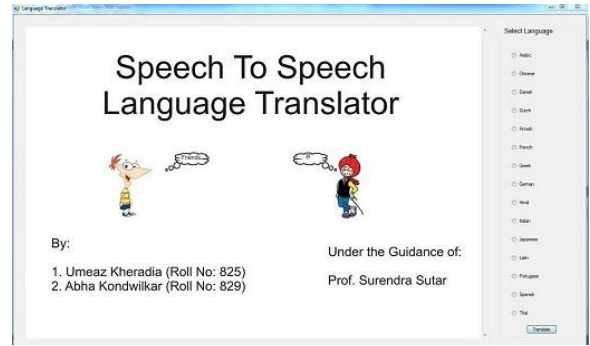 Language Translator
Speech To Speech
Language Translator
Friends
By:
1. Umeaz Kheradia (Roll No: 825)
2. Abha Kondwilkar (Roll No: 829)
Under the Guidance of:
Prof. Surendra Sutar
Select Language
Arabic
Chinese
Danish
Dutch
Finnish
French
Greek
German
Hindi
Italian
Japanese
Latin
Portugese
Spanish
Thai
Translate